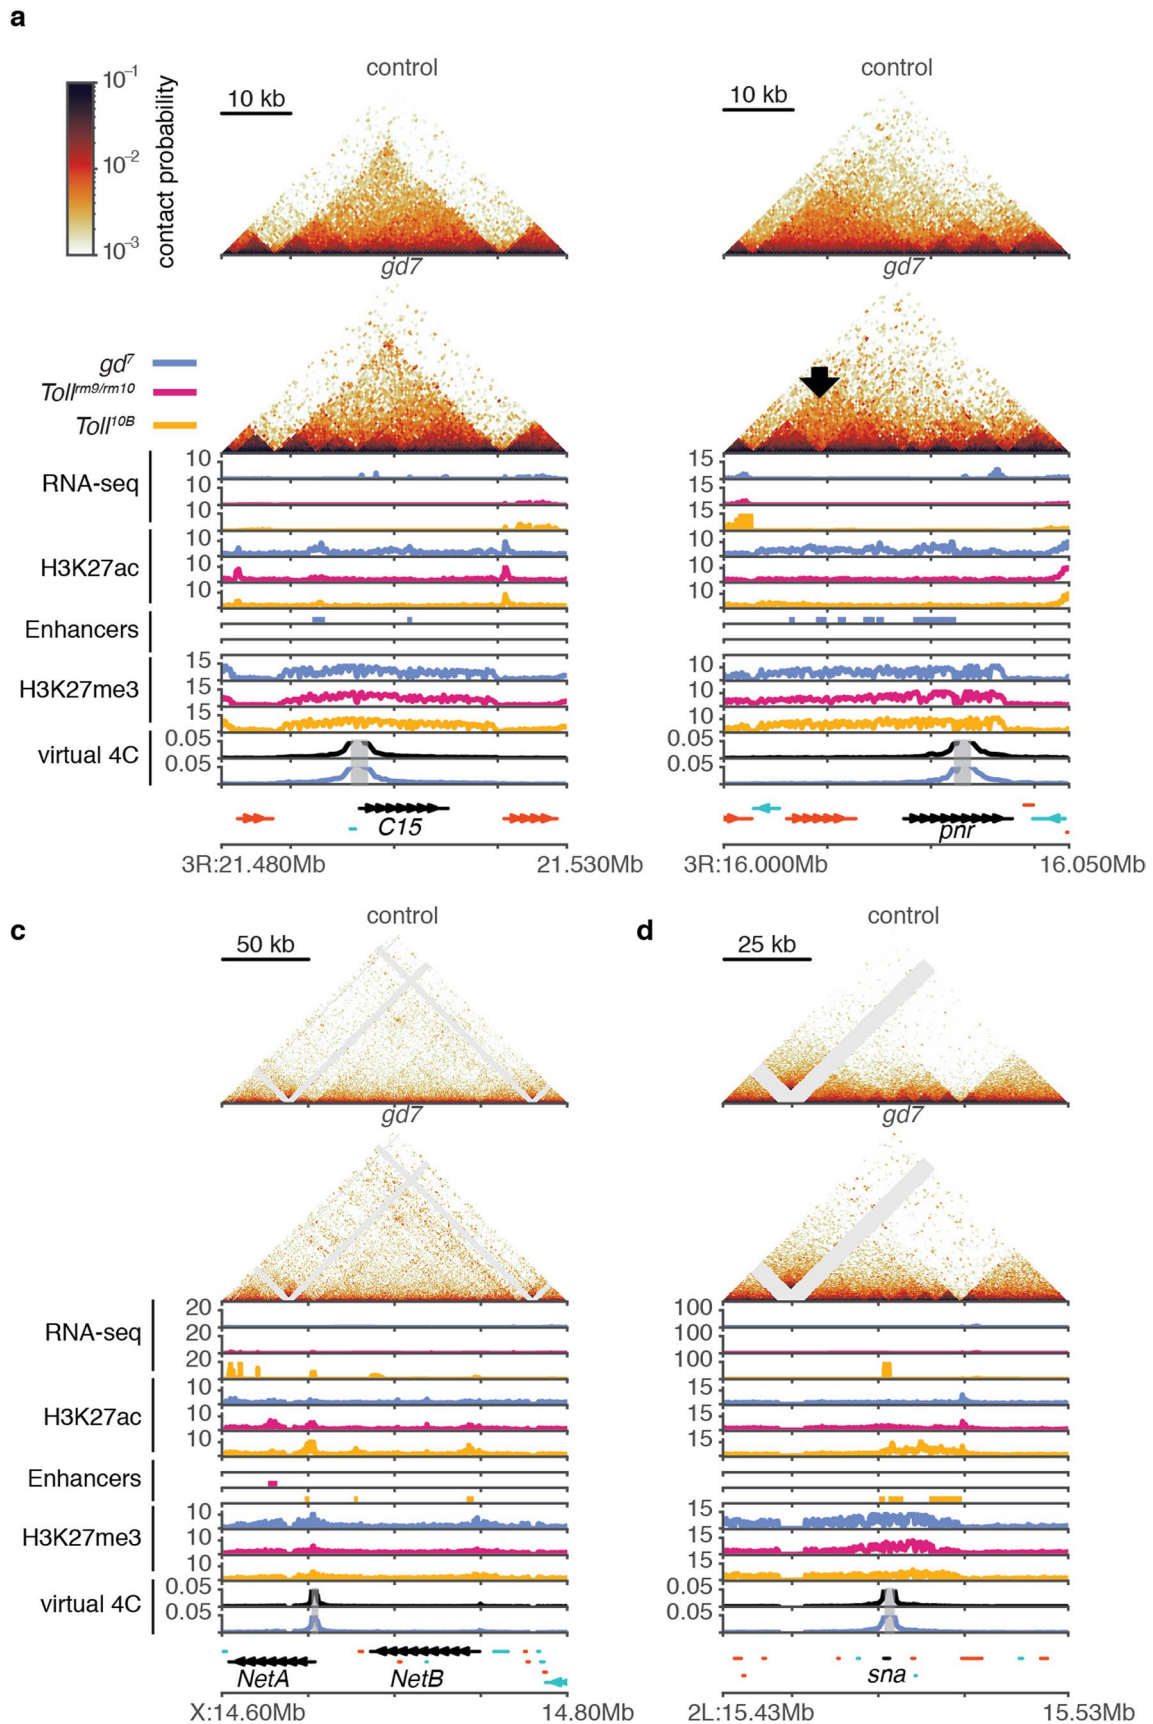 a
control
control
10 kb
10 kb
10⁻¹
10⁻²
10⁻³
contact probability
gd7
gd7
gd⁷
Tollʳᵐ⁹/ʳᵐ¹⁰
Toll¹⁰ᴮ
RNA-seq
10
10
10
15
15
15
H3K27ac
10
10
10
10
10
10
Enhancers
H3K27me3
15
15
15
10
10
10
virtual 4C
0.05
0.05
0.05
0.05
C15
pnr
3R:21.480Mb
21.530Mb
3R:16.000Mb
16.050Mb
c
control
d
control
50 kb
25 kb
gd7
gd7
RNA-seq
20
20
20
100
100
100
H3K27ac
10
10
10
15
15
15
Enhancers
H3K27me3
10
10
10
15
15
15
virtual 4C
0.05
0.05
0.05
0.05
NetA
NetB
sna
X:14.60Mb
14.80Mb
2L:15.43Mb
15.53Mb